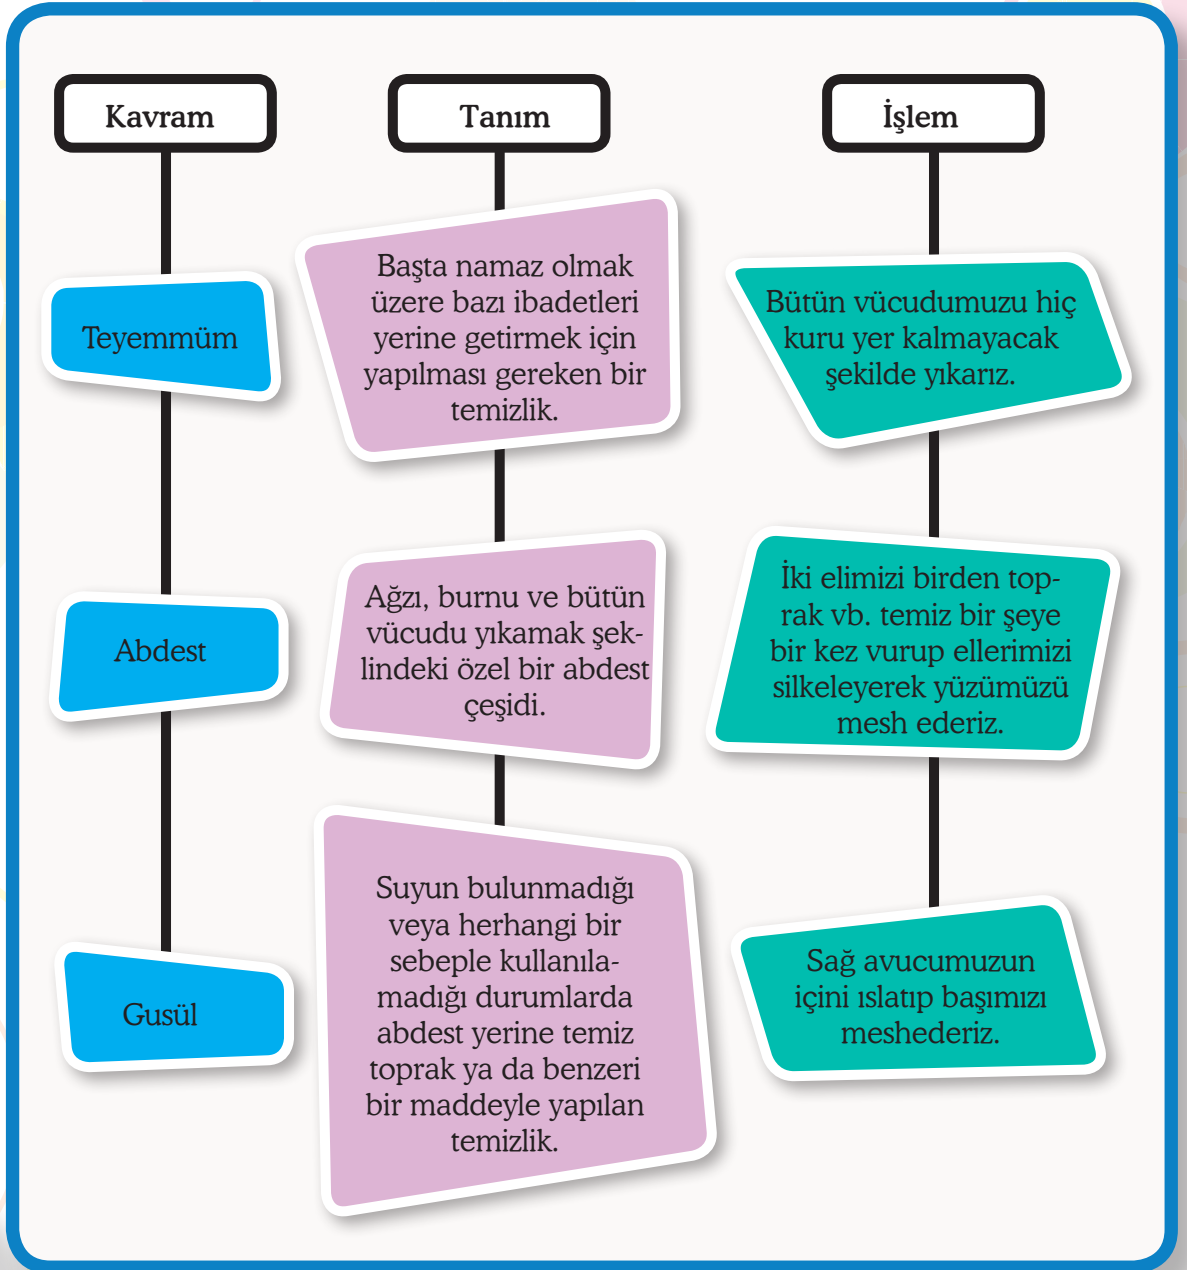 Kavram
Teyemmüm
Abdest
Gusül
Tanım
Başta namaz olmak
üzere bazı ibadetleri
yerine getirmek için
yapılması gereken bir
temizlik.
Ağzı, burnu ve bütün
vücudu yıkamak şek-
lindeki özel bir abdest
çeşidi.
Suyun bulunmadığı
veya herhangi bir
sebeple kullanıla-
madığı durumlarda
abdest yerine temiz
toprak ya da benzeri
bir maddeyle yapılan
temizlik.
İşlem
Bütün vücudumuzu hiç
kuru yer kalmayacak
şekilde yıkarız.
İki elimizi birden top-
rak vb. temiz bir şeye
bir kez vurup ellerimizi
silkeleyerek yüzümüzü
mesh ederiz.
Sağ avucumuzun
içini ıslatıp başımızı
meshederiz.